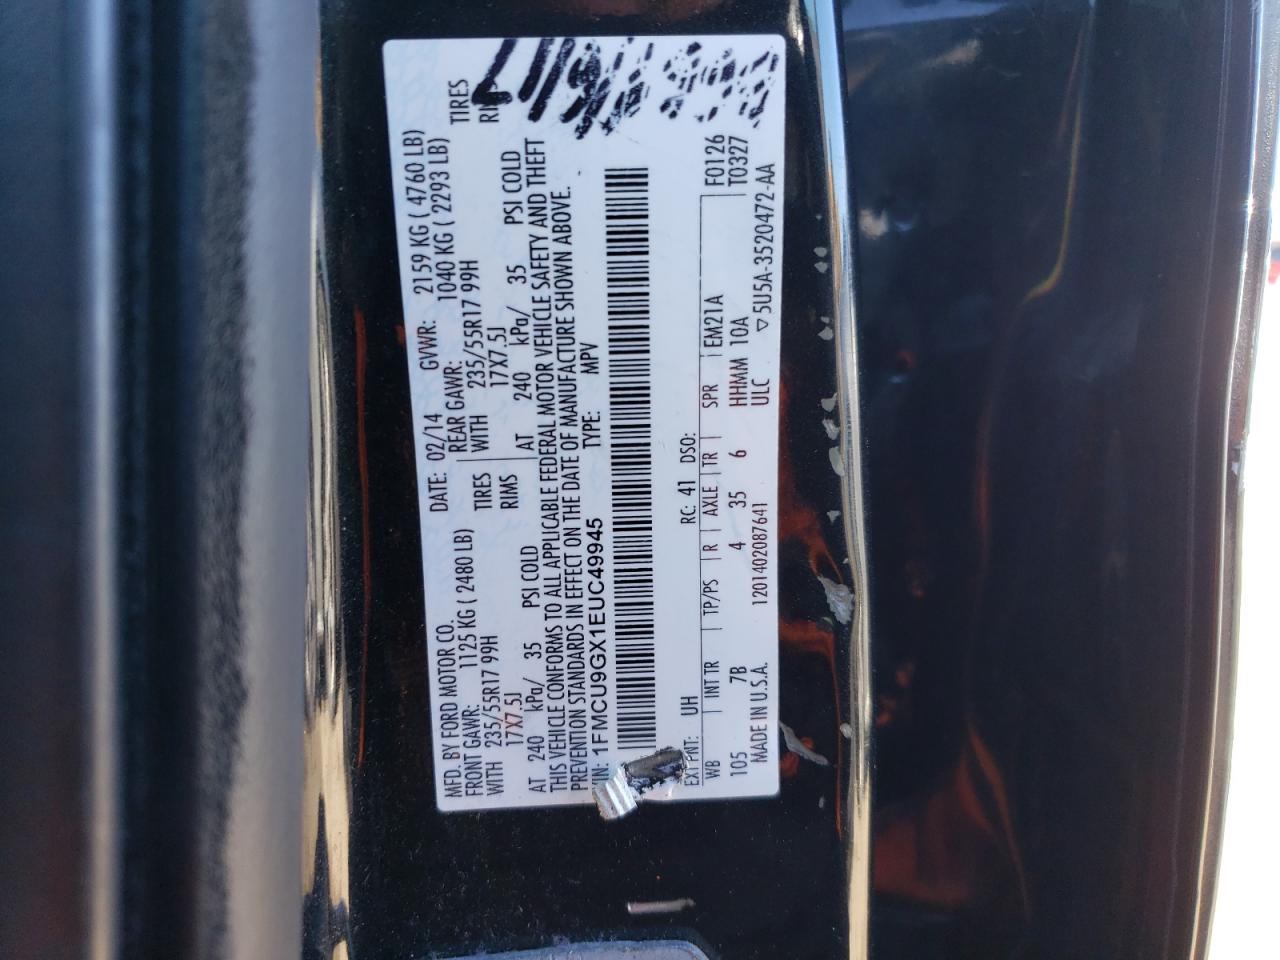 MFD. BY FORD MOTOR CO. DATE: 02/14 GVWR: 2159 KG ( 4760 LB)
FRONT GAWR: 1125 KG ( 2480 LB) REAR GAWR: 1040 KG ( 2293 LB)
WITH 235/55R17 99H TIRES WITH 235/55R17 99H TIRES
17X7.5J RIMS 17X7.5J
AT 240 kPa/ 35 PSI COLD AT 240 kPa/ 35 PSI COLD
THIS VEHICLE CONFORMS TO ALL APPLICABLE FEDERAL MOTOR VEHICLE SAFETY AND THEFT
PREVENTION STANDARDS IN EFFECT ON THE DATE OF MANUFACTURE SHOWN ABOVE.
VIN: 1FMCU9GX1EUC49945 TYPE: MPV
EXT PNT: UH RC: 41 DSO: F0126
WB INT TR TP/PS R AXLE TR SPR EM21A T0327
105 7B 4 35 6 HHMM 10A
MADE IN U.S.A. 1201402087641 ULC ▽5U5A-3520472-AA